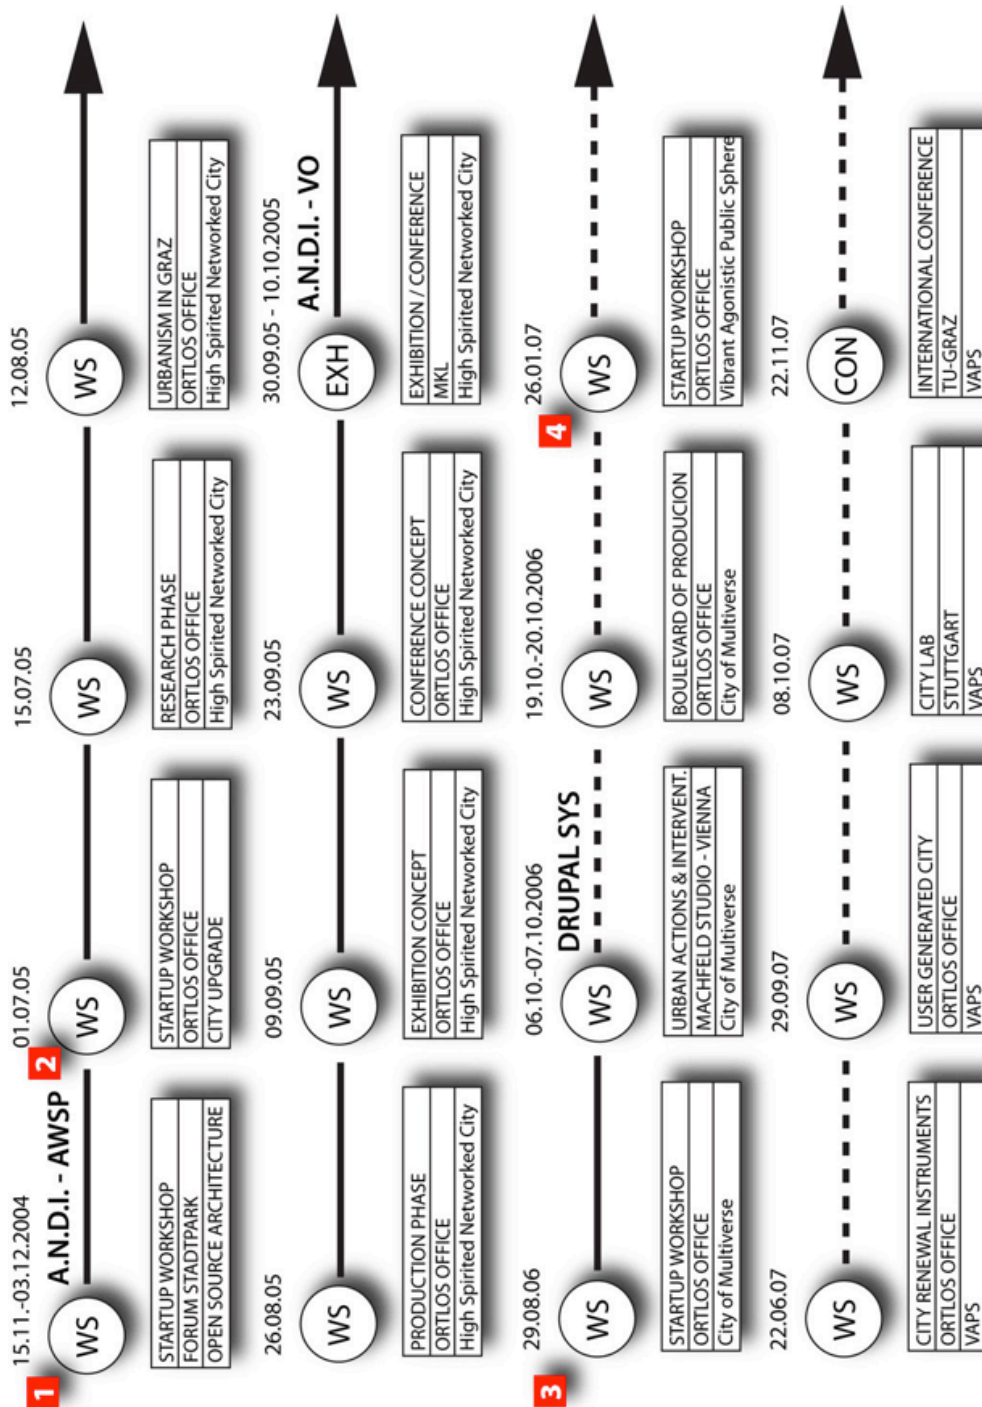 15.11.-03.12.2004
1
A.N.D.I. - AWSP
WS
STARTUP WORKSHOP
FORUM STADTPARK
OPEN SOURCE ARCHITECTURE
01.07.05
2
WS
STARTUP WORKSHOP
ORTLOS OFFICE
CITY UPGRADE
15.07.05
WS
RESEARCH PHASE
ORTLOS OFFICE
High Spirited Networked City
12.08.05
WS
URBANISM IN GRAZ
ORTLOS OFFICE
High Spirited Networked City
26.08.05
WS
PRODUCTION PHASE
ORTLOS OFFICE
High Spirited Networked City
09.09.05
WS
EXHIBITION CONCEPT
ORTLOS OFFICE
High Spirited Networked City
23.09.05
WS
CONFERENCE CONCEPT
ORTLOS OFFICE
High Spirited Networked City
30.09.05 - 10.10.2005
A.N.D.I. - VO
EXH
EXHIBITION / CONFERENCE
MKL
High Spirited Networked City
29.08.06
3
WS
STARTUP WORKSHOP
ORTLOS OFFICE
City of Multiverse
06.10.-07.10.2006
DRUPAL SYS
WS
URBAN ACTIONS & INTERVENT.
MACHFELD STUDIO - VIENNA
City of Multiverse
19.10.-20.10.2006
WS
BOULEVARD OF PRODUCION
ORTLOS OFFICE
City of Multiverse
26.01.07
4
WS
STARTUP WORKSHOP
ORTLOS OFFICE
Vibrant Agonistic Public Sphere
22.06.07
WS
CITY RENEWAL INSTRUMENTS
ORTLOS OFFICE
VAPS
29.09.07
WS
USER GENERATED CITY
ORTLOS OFFICE
VAPS
08.10.07
WS
CITY LAB
STUTTGART
VAPS
22.11.07
CON
INTERNATIONAL CONFERENCE
TU-GRAZ
VAPS